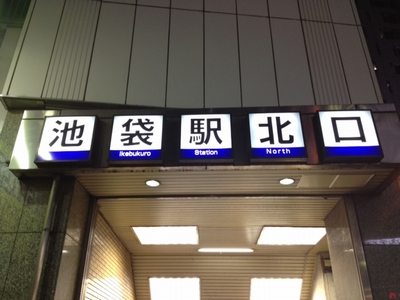 池袋駅北口
Ikebukuro Station North